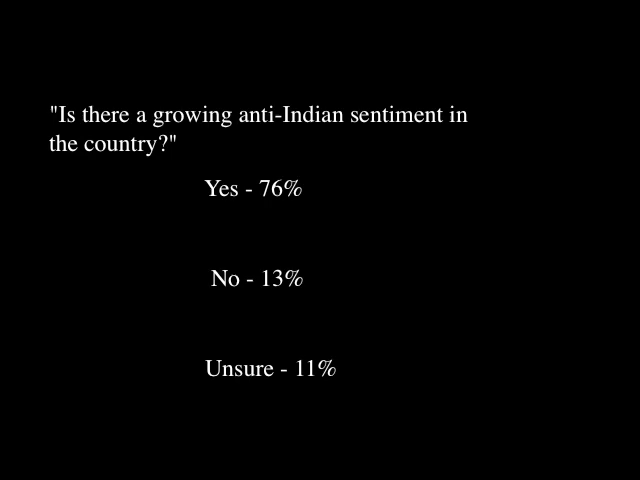 "Is there a growing anti-Indian sentiment in
the country?"
Yes - 76%
No - 13%
Unsure - 11%